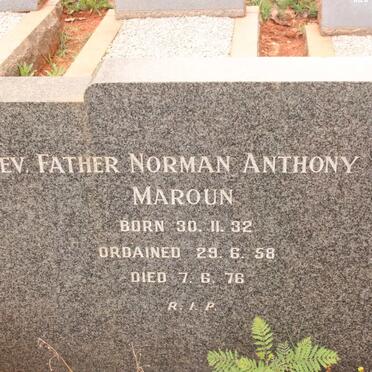 EV. FATHER NORMAN ANTHONY
MAROUN
BORN 30.11.32
ORDAINED 29.6.58
DIED 7.6.76
R.I.P.